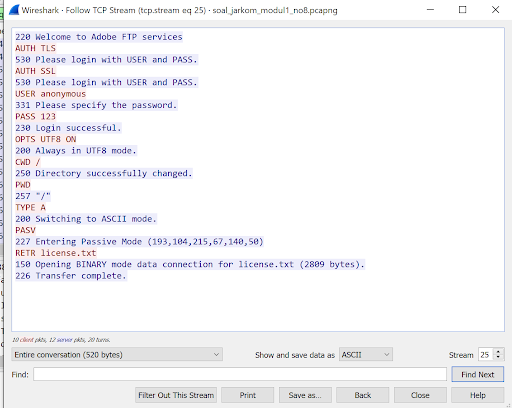 Wireshark · Follow TCP Stream (tcp.stream eq 25) · soal_jarkom_modul1_no8.pcapng
220 Welcome to Adobe FTP services
AUTH TLS
530 Please login with USER and PASS.
AUTH SSL
530 Please login with USER and PASS.
USER anonymous
331 Please specify the password.
PASS 123
230 Login successful.
OPTS UTF8 ON
200 Always in UTF8 mode.
CWD /
250 Directory successfully changed.
PWD
257 "/"
TYPE A
200 Switching to ASCII mode.
PASV
227 Entering Passive Mode (193,104,215,67,140,50)
RETR license.txt
150 Opening BINARY mode data connection for license.txt (2809 bytes).
226 Transfer complete.
10 client pkts, 12 server pkts, 20 turns.
Entire conversation (520 bytes) Show and save data as ASCII Stream 25
Find: Find Next
Filter Out This Stream Print Save as... Back Close Help